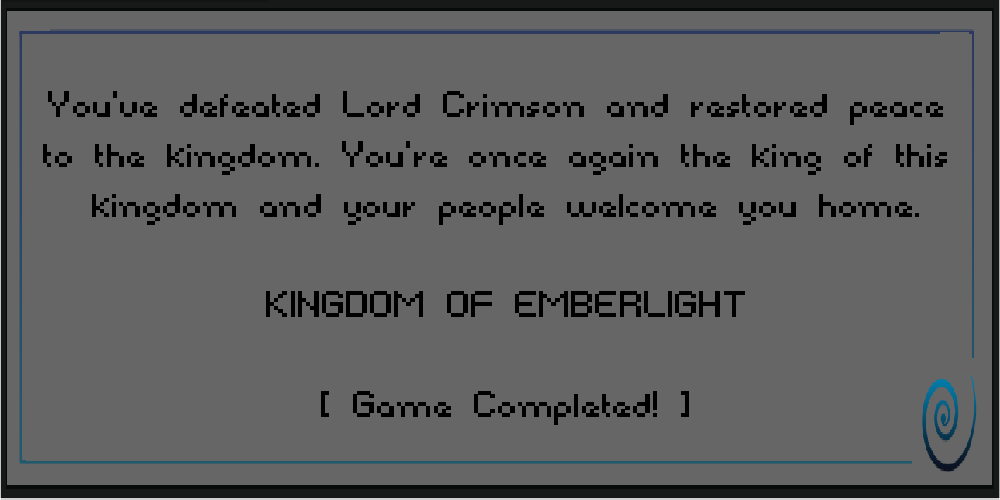 You've defeated Lord Crimson and restored peace
to the kingdom. You're once again the king of this
kingdom and your people welcome you home.
KINGDOM OF EMBERLIGHT
[ Game Completed! ]